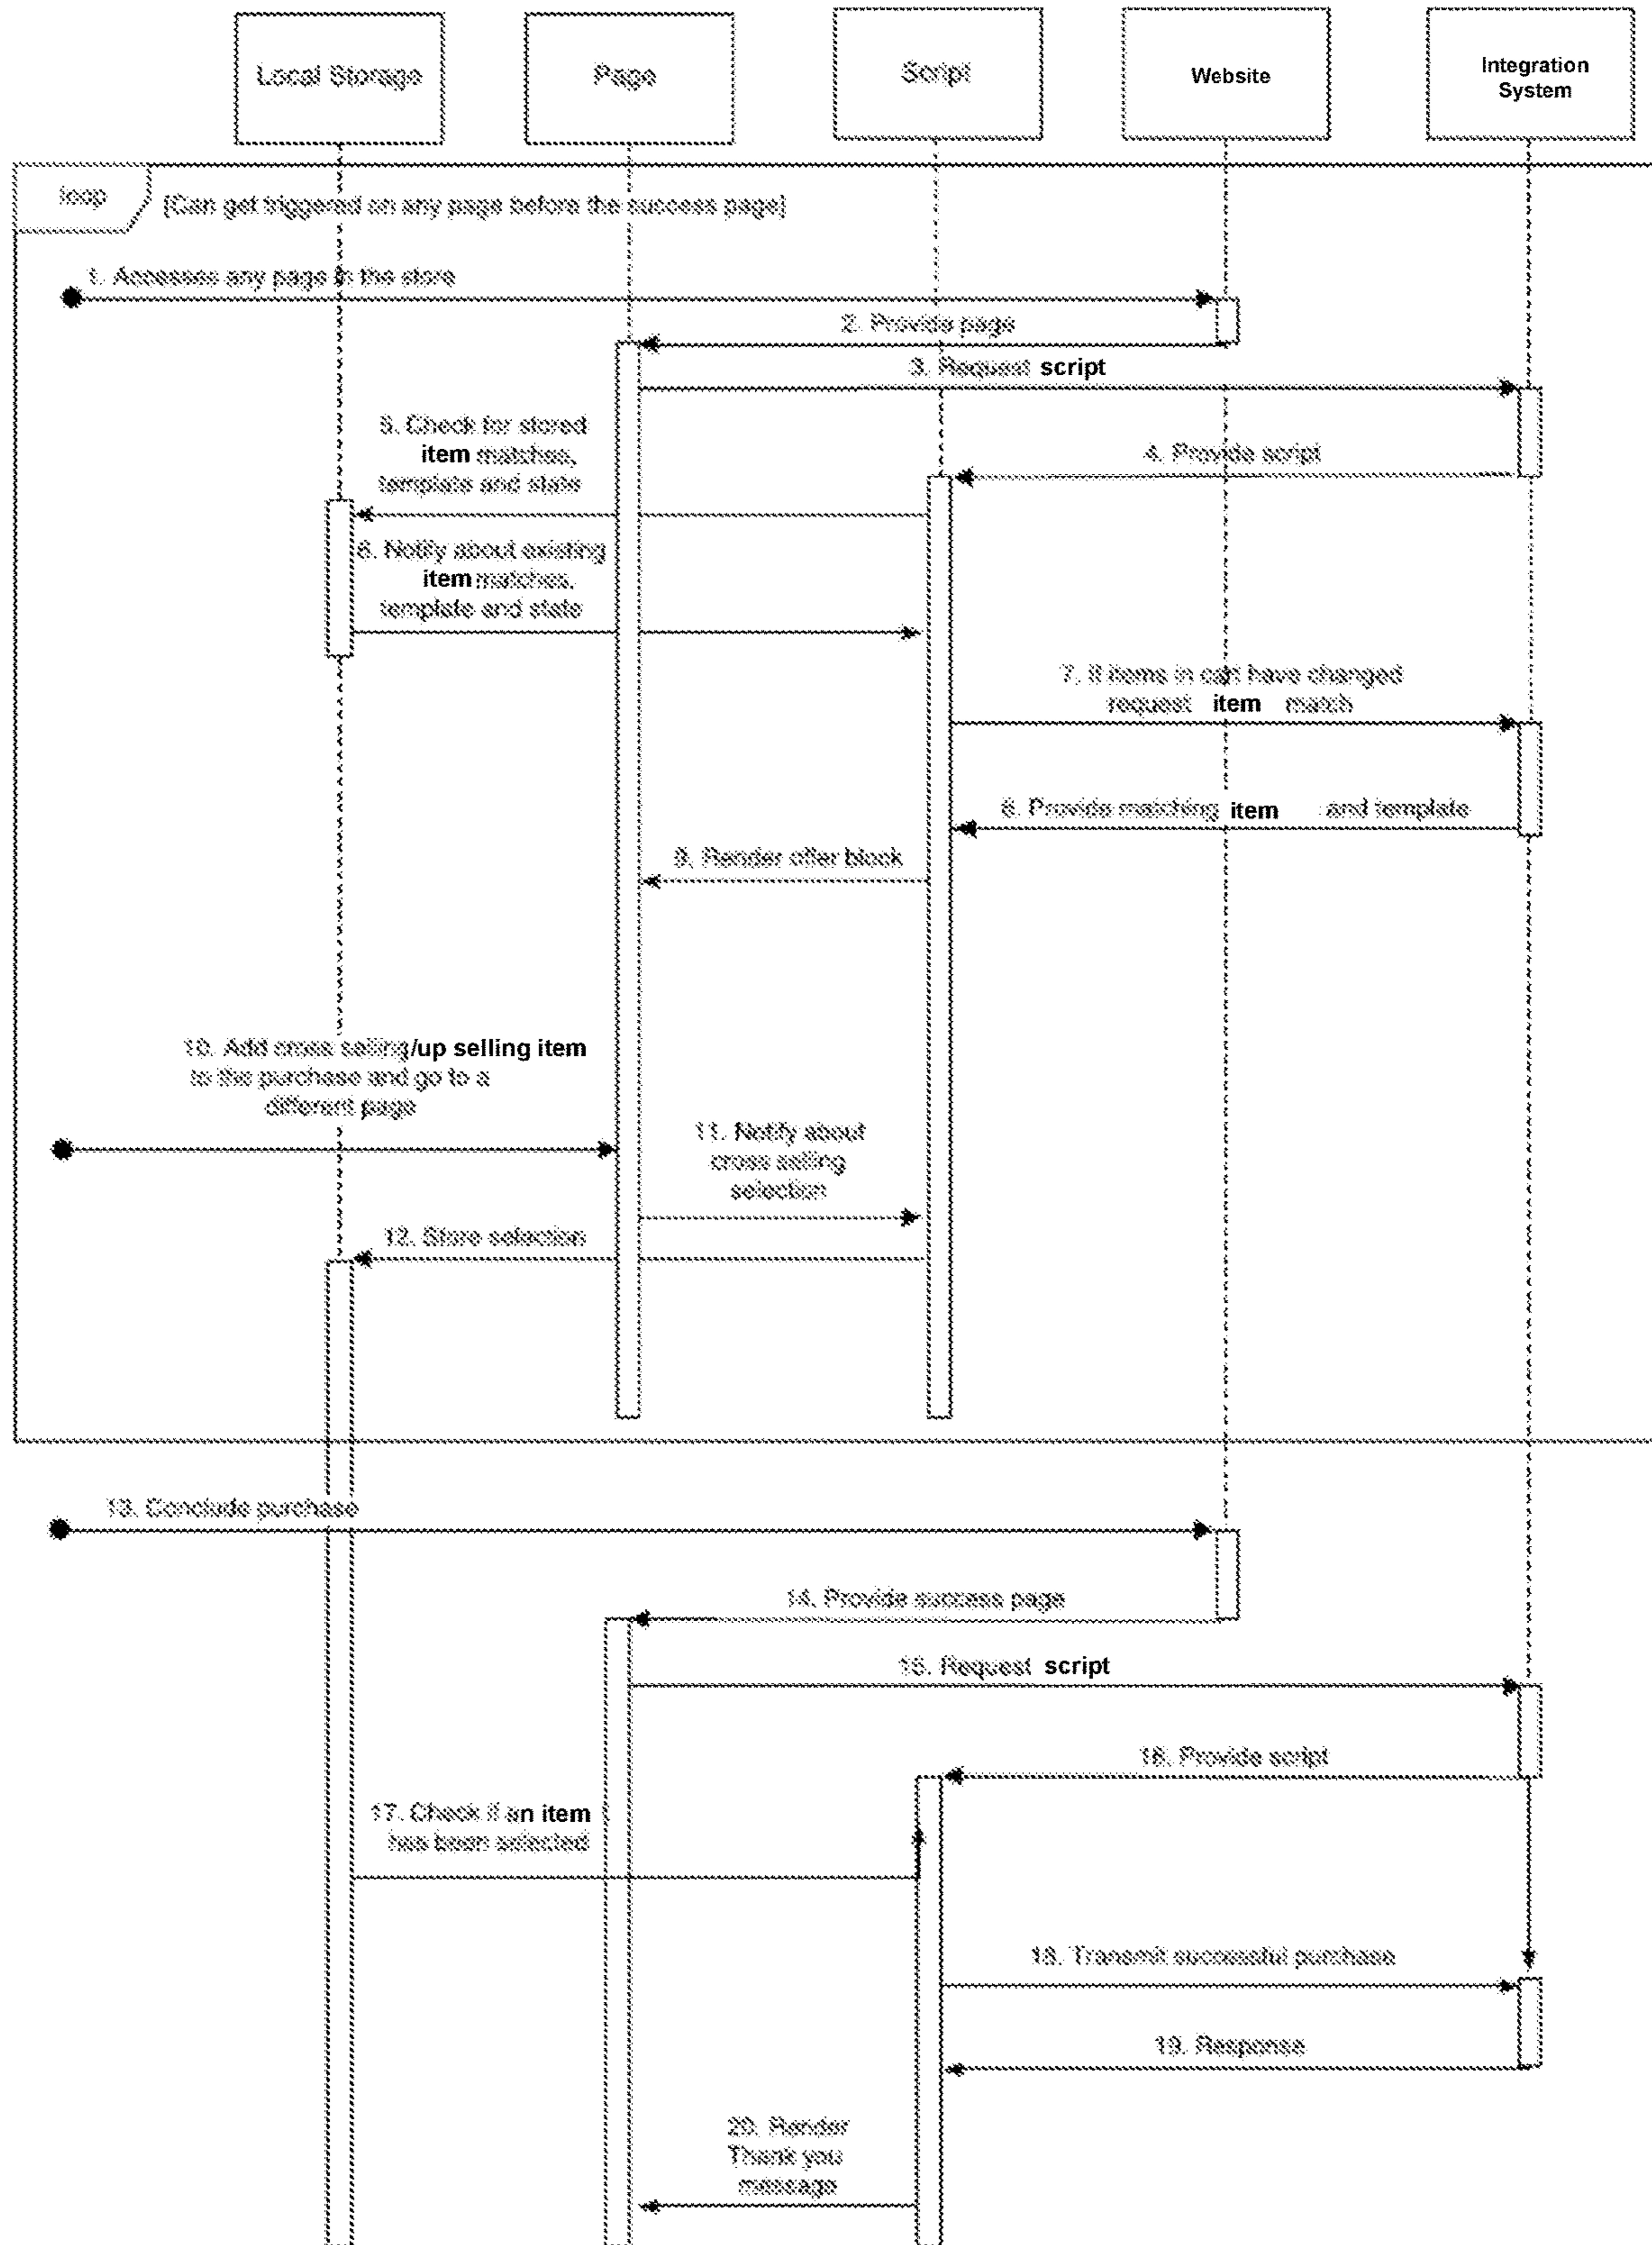 Local Storage
Page
Script
Website
Integration
System
loop
[Can get triggered on any page before the success page]
1. Accesses any page in the store
2. Provide page
3. Request script
4. Provide script
5. Check for stored
item matches,
template and state
6. Notify about existing
item matches,
template and state
7. If items in cart have changed
request item match
8. Provide matching item and template
9. Render offer block
10. Add cross selling/up selling item
to the purchase and go to a
different page
11. Notify about
cross selling
selection
12. Store selection
13. Conclude purchase
14. Provide success page
15. Request script
16. Provide script
17. Check if an item
has been selected
18. Transmit successful purchase
19. Response
20. Render
Thank you
message